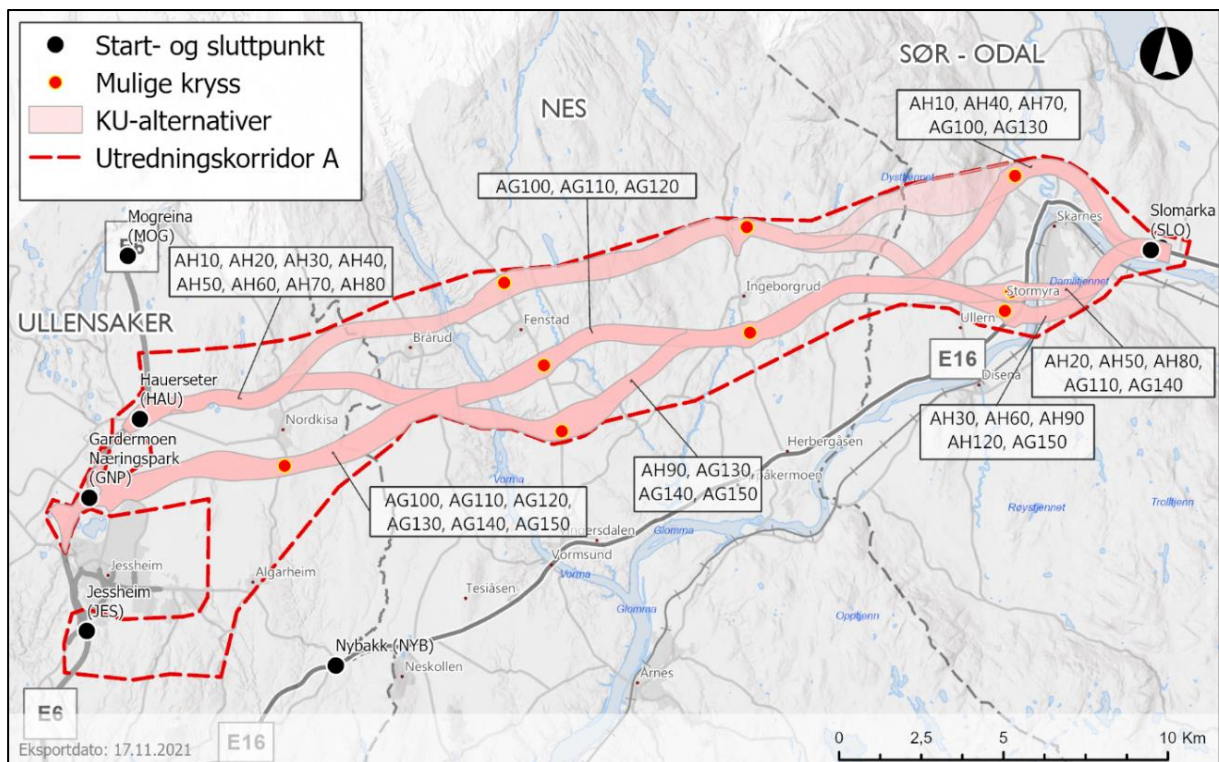 Start- og sluttpunkt
Mulige kryss
KU-alternativer
Utredningskorridor A
SØR - ODAL
NES
ULLENSAKER
AH10, AH40, AH70,
AG100, AG130
AG100, AG110, AG120
Mogreina
(MOG)
AH10, AH20, AH30, AH40,
AH50, AH60, AH70, AH80
Dysttjennet
Skarnes
Slomarka
(SLO)
Damtjennet
Ingeborgrud
Stormyra
Ullern
Fenstad
Brårud
E16
Disenå
AH20, AH50, AH80,
AG110, AG140
Hauerseter
(HAU)
Nordkisa
Gardermoen
Næringspark
(GNP)
AH30, AH60, AH90
AH120, AG150
Herbergåsen
AH90, AG130,
AG140, AG150
AG100, AG110, AG120,
AG130, AG140, AG150
Vorma
Røystjennet
Trolltjenn
Glomma
Vormsund
Jessheim
Algarheim
Vorma
Tesiåsen
Glomma
Opptjenn
Jessheim
(JES)
Nybakk (NYB)
Neskollen
Årnes
E6
E16
Eksportdato: 17.11.2021
0 2,5 5 10 Km